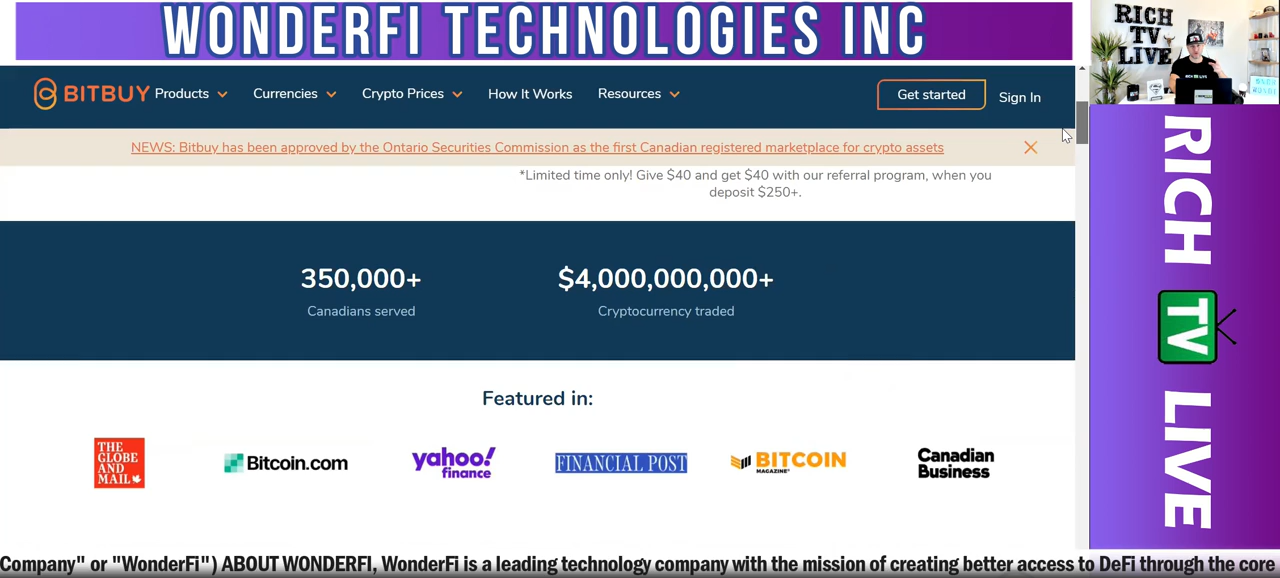 WONDERFI TECHNOLOGIES INC
RICH
TV
LIVE
BITBUY Products Currencies Crypto Prices How It Works Resources Get started Sign In
NEWS: Bitbuy has been approved by the Ontario Securities Commission as the first Canadian registered marketplace for crypto assets
*Limited time only! Give $40 and get $40 with our referral program, when you
deposit $250+.
350,000+ $4,000,000,000+
Canadians served Cryptocurrency traded
Featured in:
THE
GLOBE
AND
MAIL
Bitcoin.com
yahoo!
finance
FINANCIAL POST
BITCOIN
MAGAZINE
Canadian
Business
RICH TV LIVE
Company" or "WonderFi") ABOUT WONDERFI, WonderFi is a leading technology company with the mission of creating better access to DeFi through the core